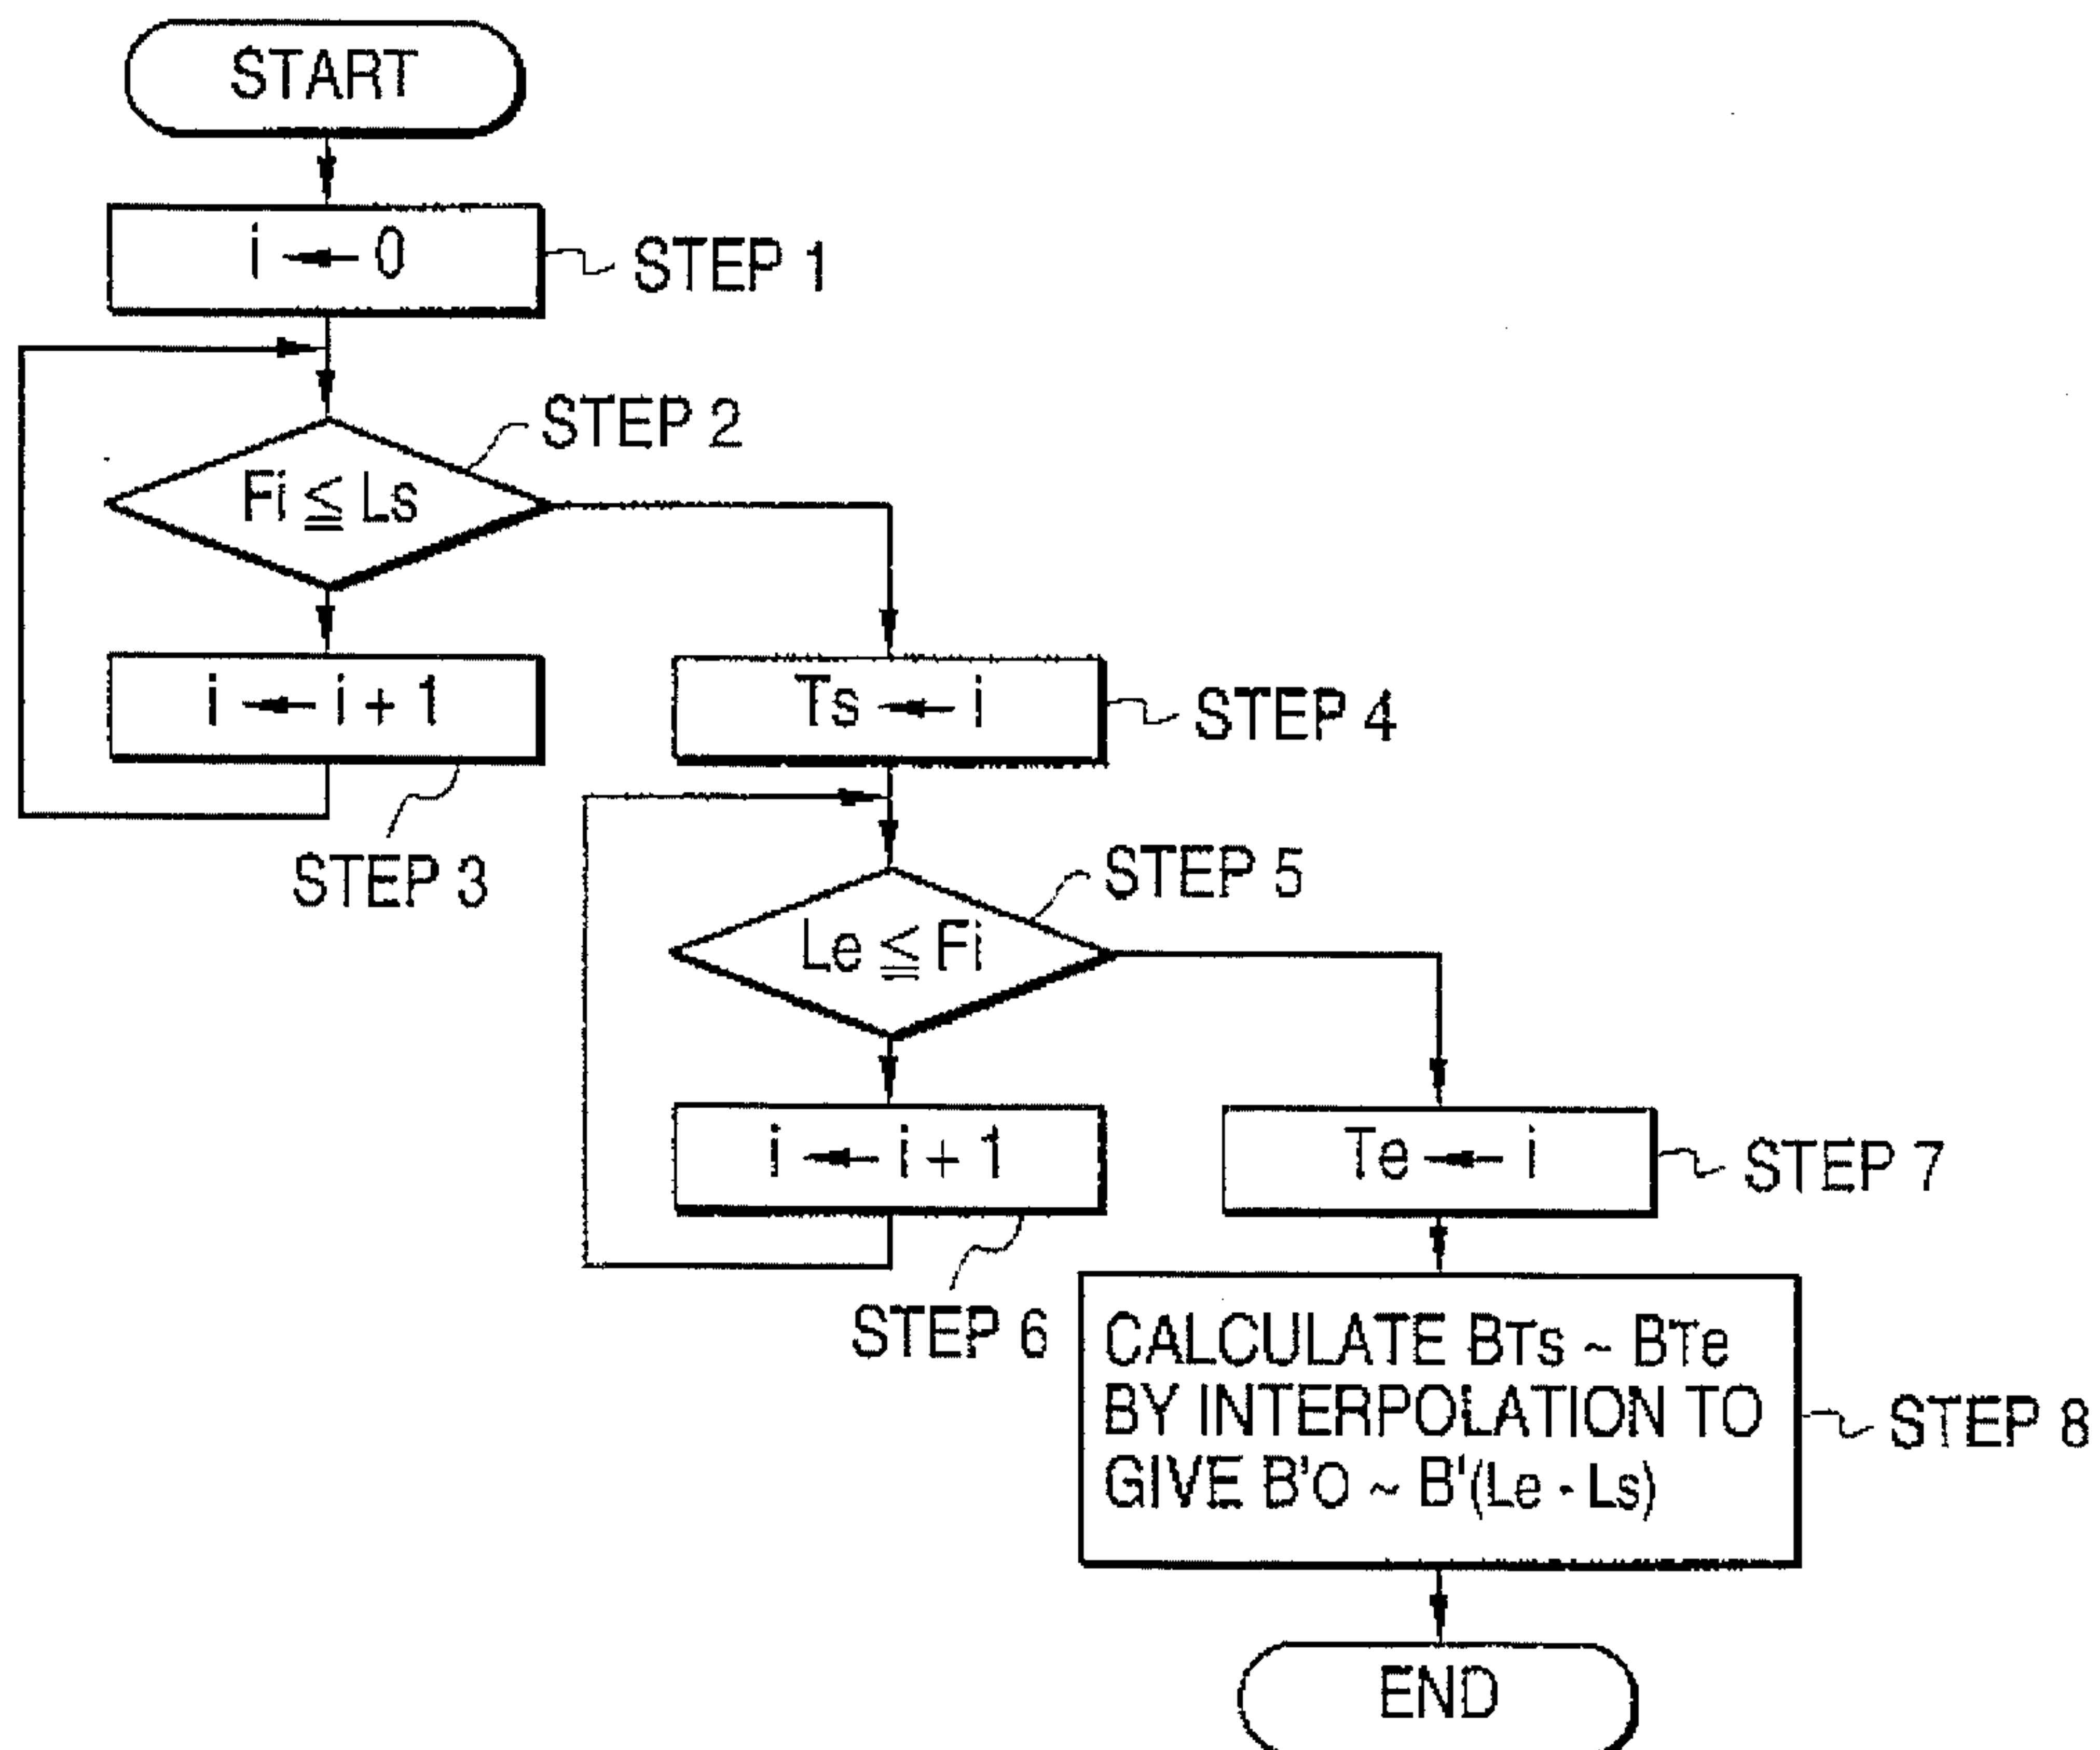 START
i ← 0
STEP 1
STEP 2
Fi ≦ Ls
i ← i + 1
STEP 3
Ts ← i
STEP 4
STEP 5
Le ≦ Fi
i ← i + 1
STEP 6
Te ← i
STEP 7
CALCULATE BTs ~ BTe
BY INTERPOLATION TO
GIVE B'0 ~ B'(Le - Ls)
STEP 8
END